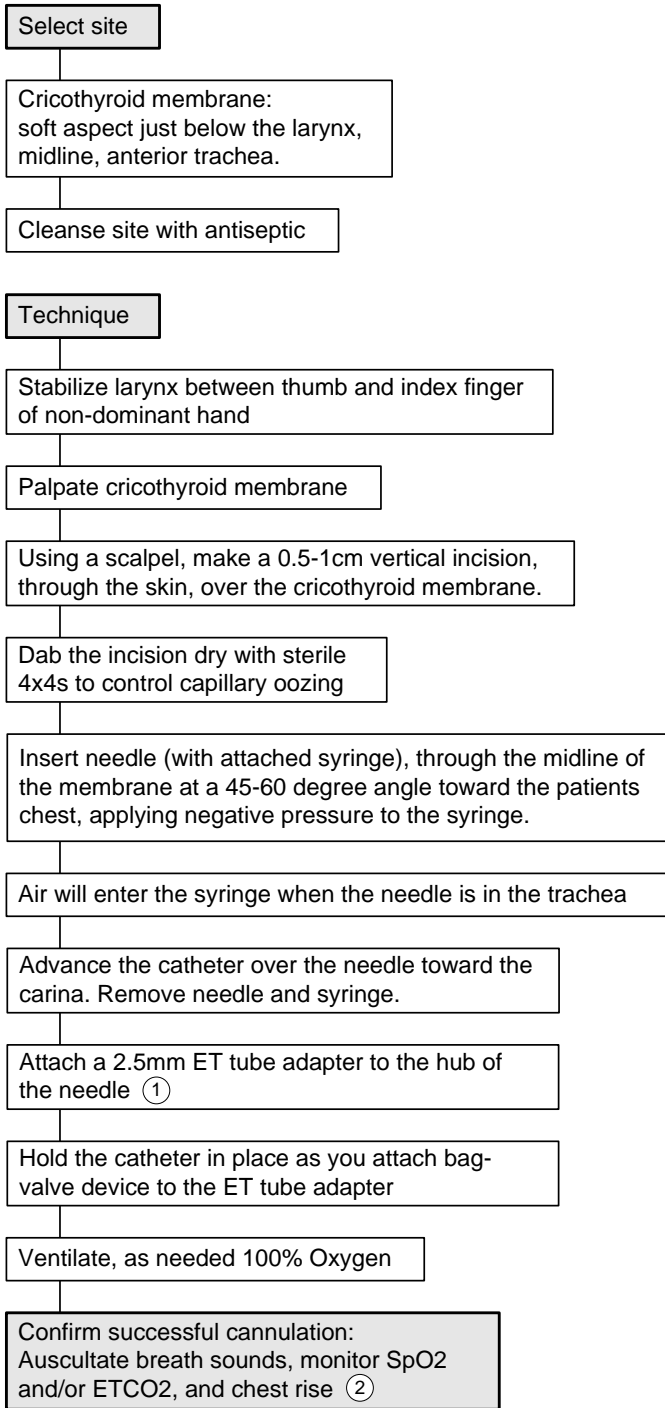 Select site
Cricothyroid membrane:
soft aspect just below the larynx,
midline, anterior trachea.
Cleanse site with antiseptic
Technique
Stabilize larynx between thumb and index finger
of non-dominant hand
Palpate cricothyroid membrane
Using a scalpel, make a 0.5-1cm vertical incision,
through the skin, over the cricothyroid membrane.
Dab the incision dry with sterile
4x4s to control capillary oozing
Insert needle (with attached syringe), through the midline of
the membrane at a 45-60 degree angle toward the patients
chest, applying negative pressure to the syringe.
Air will enter the syringe when the needle is in the trachea
Advance the catheter over the needle toward the
carina. Remove needle and syringe.
Attach a 2.5mm ET tube adapter to the hub of
the needle 1
Hold the catheter in place as you attach bag-
valve device to the ET tube adapter
Ventilate, as needed 100% Oxygen
Confirm successful cannulation:
Auscultate breath sounds, monitor SpO2
and/or ETCO2, and chest rise 2